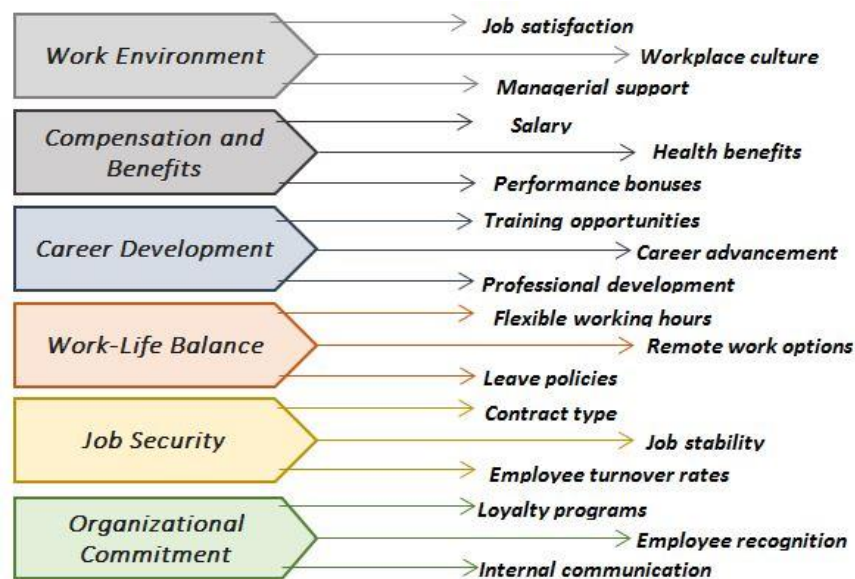 Work Environment
Job satisfaction
Workplace culture
Managerial support
Compensation and
Benefits
Salary
Health benefits
Performance bonuses
Career Development
Training opportunities
Career advancement
Professional development
Work-Life Balance
Flexible working hours
Remote work options
Leave policies
Job Security
Contract type
Job stability
Employee turnover rates
Organizational
Commitment
Loyalty programs
Employee recognition
Internal communication